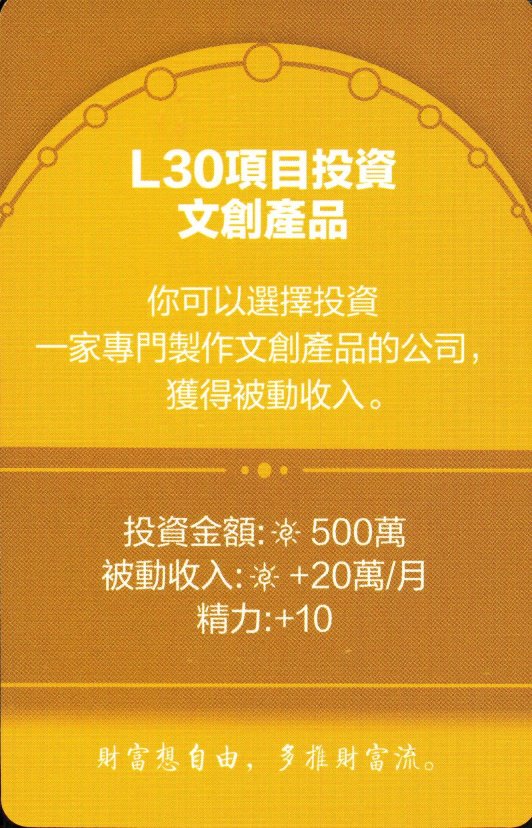 L30項目投資
文創產品
你可以選擇投資
一家專門製作文創產品的公司，
獲得被動收入。
投資金額: 500萬
被動收入: +20萬/月
精力:+10
財富想自由，多推財富流。